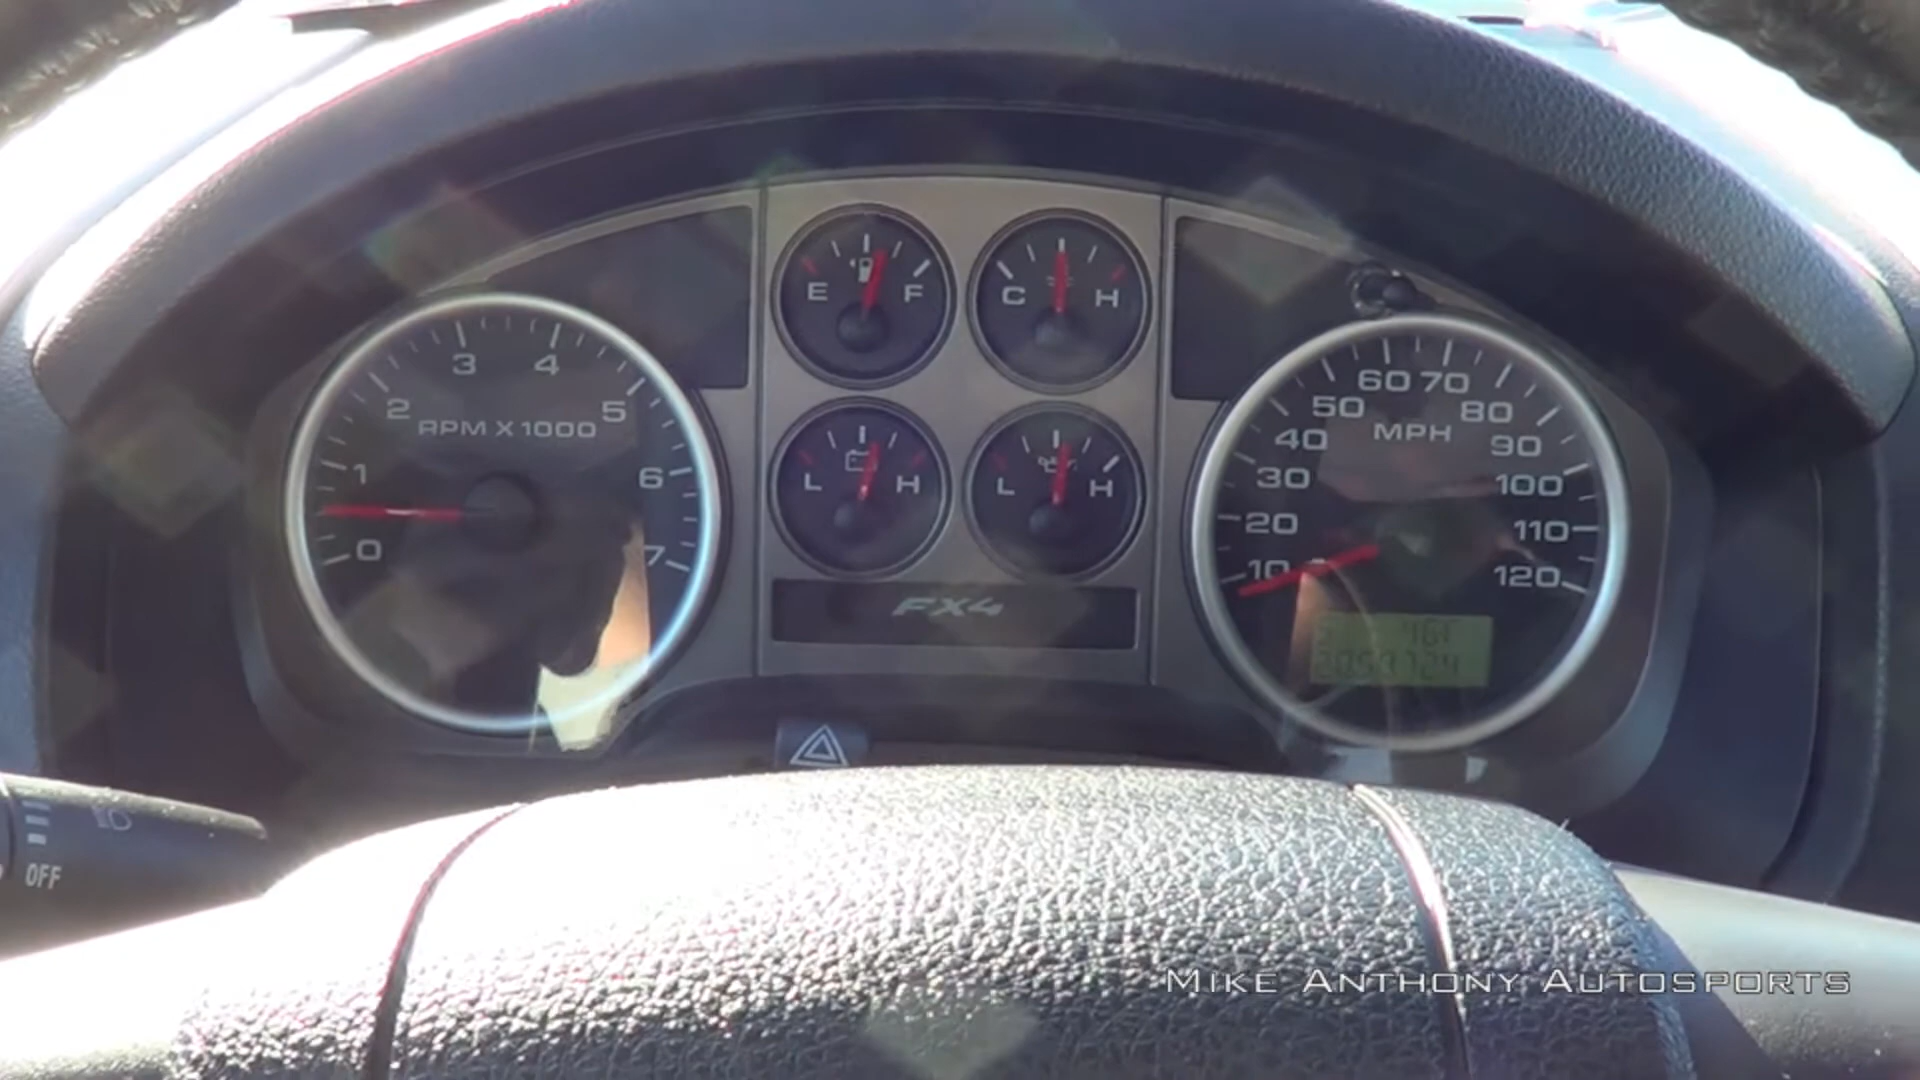 E F
C H
L H
L H
0 1 2 3 4 5 6 7
RPM X 1000
10 20 30 40 50 60 70 80 90 100 110 120
MPH
FX4
OFF
MIKE ANTHONY AUTOSPORTS